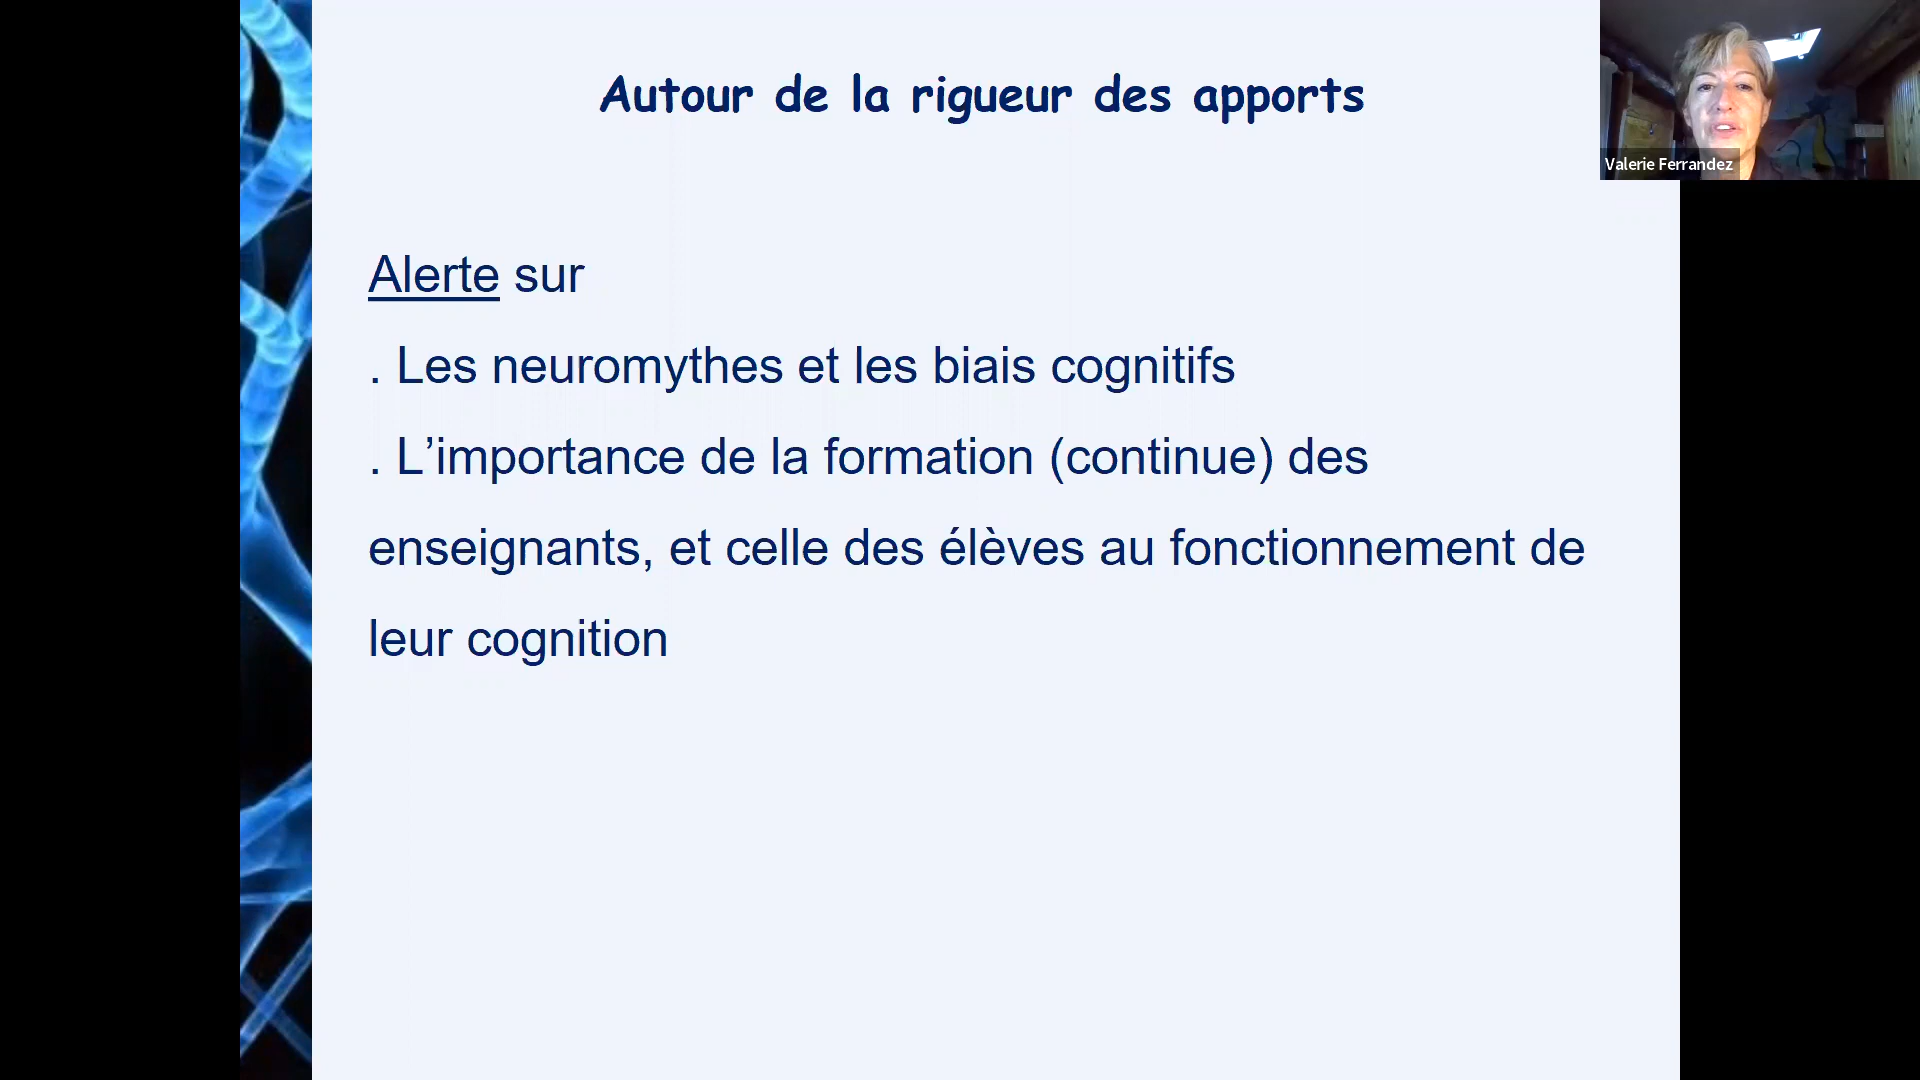 Autour de la rigueur des apports
Valerie Ferrandez
Alerte sur
. Les neuromythes et les biais cognitifs
. L’importance de la formation (continue) des
enseignants, et celle des élèves au fonctionnement de
leur cognition